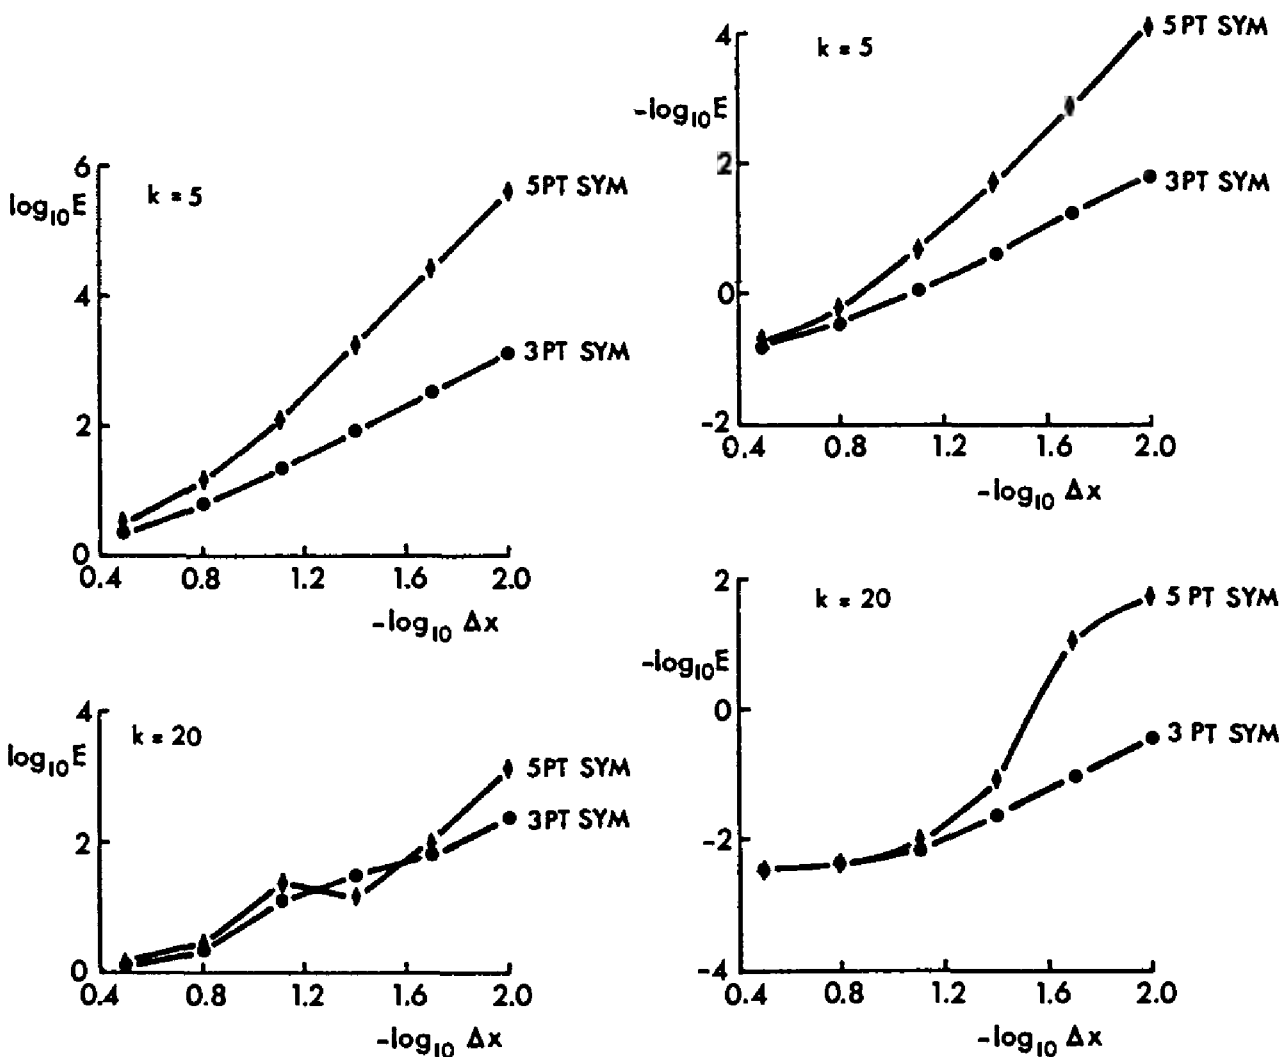 6
log₁₀E
k = 5
5PT SYM
4
3PT SYM
2
0
0.4 0.8 1.2 1.6 2.0
-log₁₀ Δx
4
k = 5
5PT SYM
-log₁₀E
2
3PT SYM
0
-2
0.4 0.8 1.2 1.6 2.0
-log₁₀ Δx
4
log₁₀E
k = 20
5PT SYM
3PT SYM
2
0
0.4 0.8 1.2 1.6 2.0
-log₁₀ Δx
2
k = 20
5 PT SYM
-log₁₀E
0
3 PT SYM
-2
-4
0.4 0.8 1.2 1.6 2.0
-log₁₀ Δx